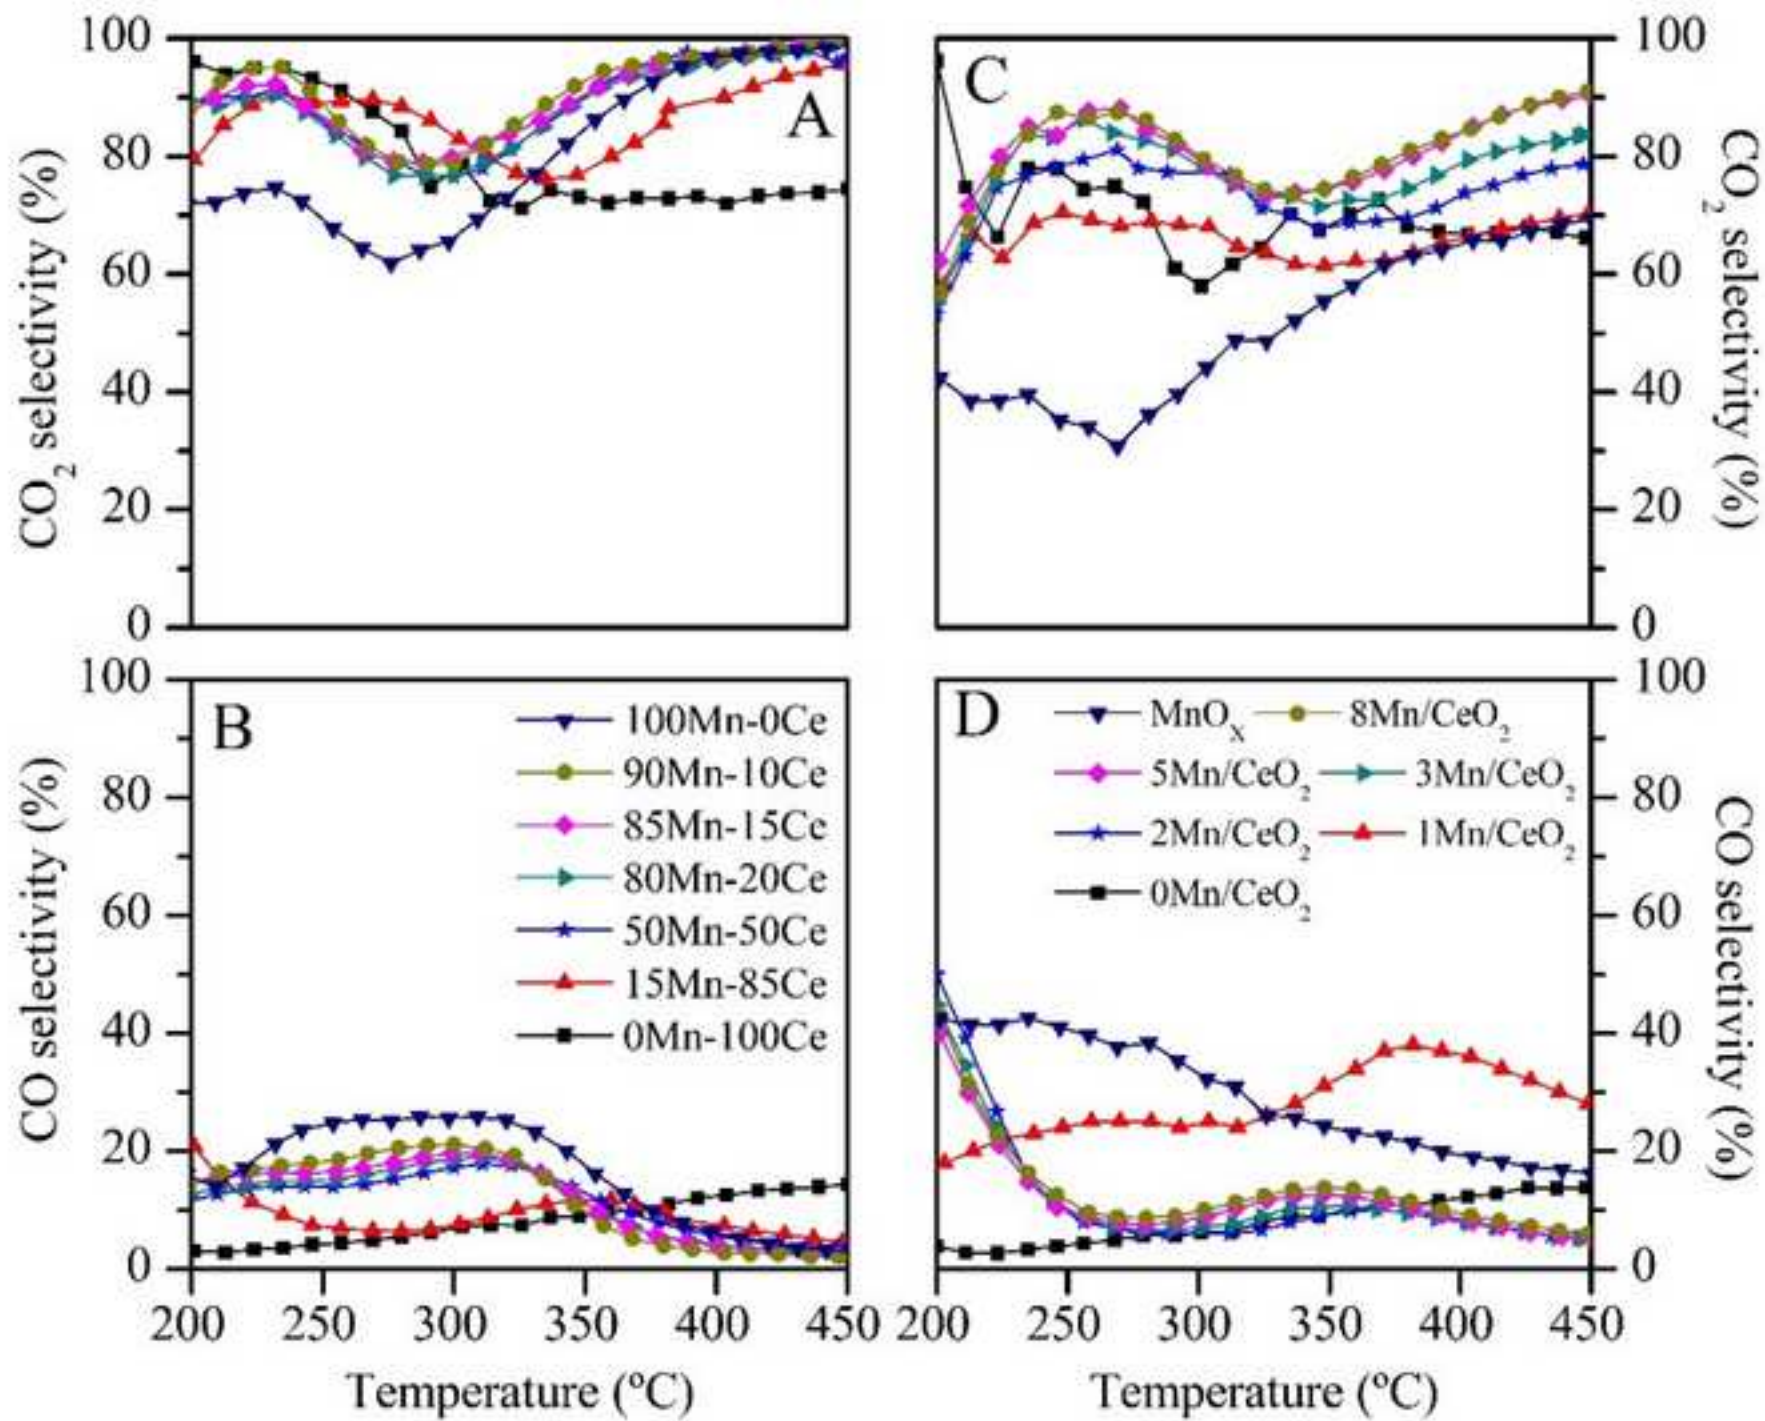 100
80
60
40
20
0
CO₂ selectivity (%)
A
C
100
80
60
40
20
0
CO₂ selectivity (%)
100
80
60
40
20
0
CO selectivity (%)
B
100Mn-0Ce
90Mn-10Ce
85Mn-15Ce
80Mn-20Ce
50Mn-50Ce
15Mn-85Ce
0Mn-100Ce
200 250 300 350 400 450
Temperature (ºC)
D
MnOₓ 8Mn/CeO₂
5Mn/CeO₂ 3Mn/CeO₂
2Mn/CeO₂ 1Mn/CeO₂
0Mn/CeO₂
100
80
60
40
20
0
CO selectivity (%)
200 250 300 350 400 450
Temperature (ºC)